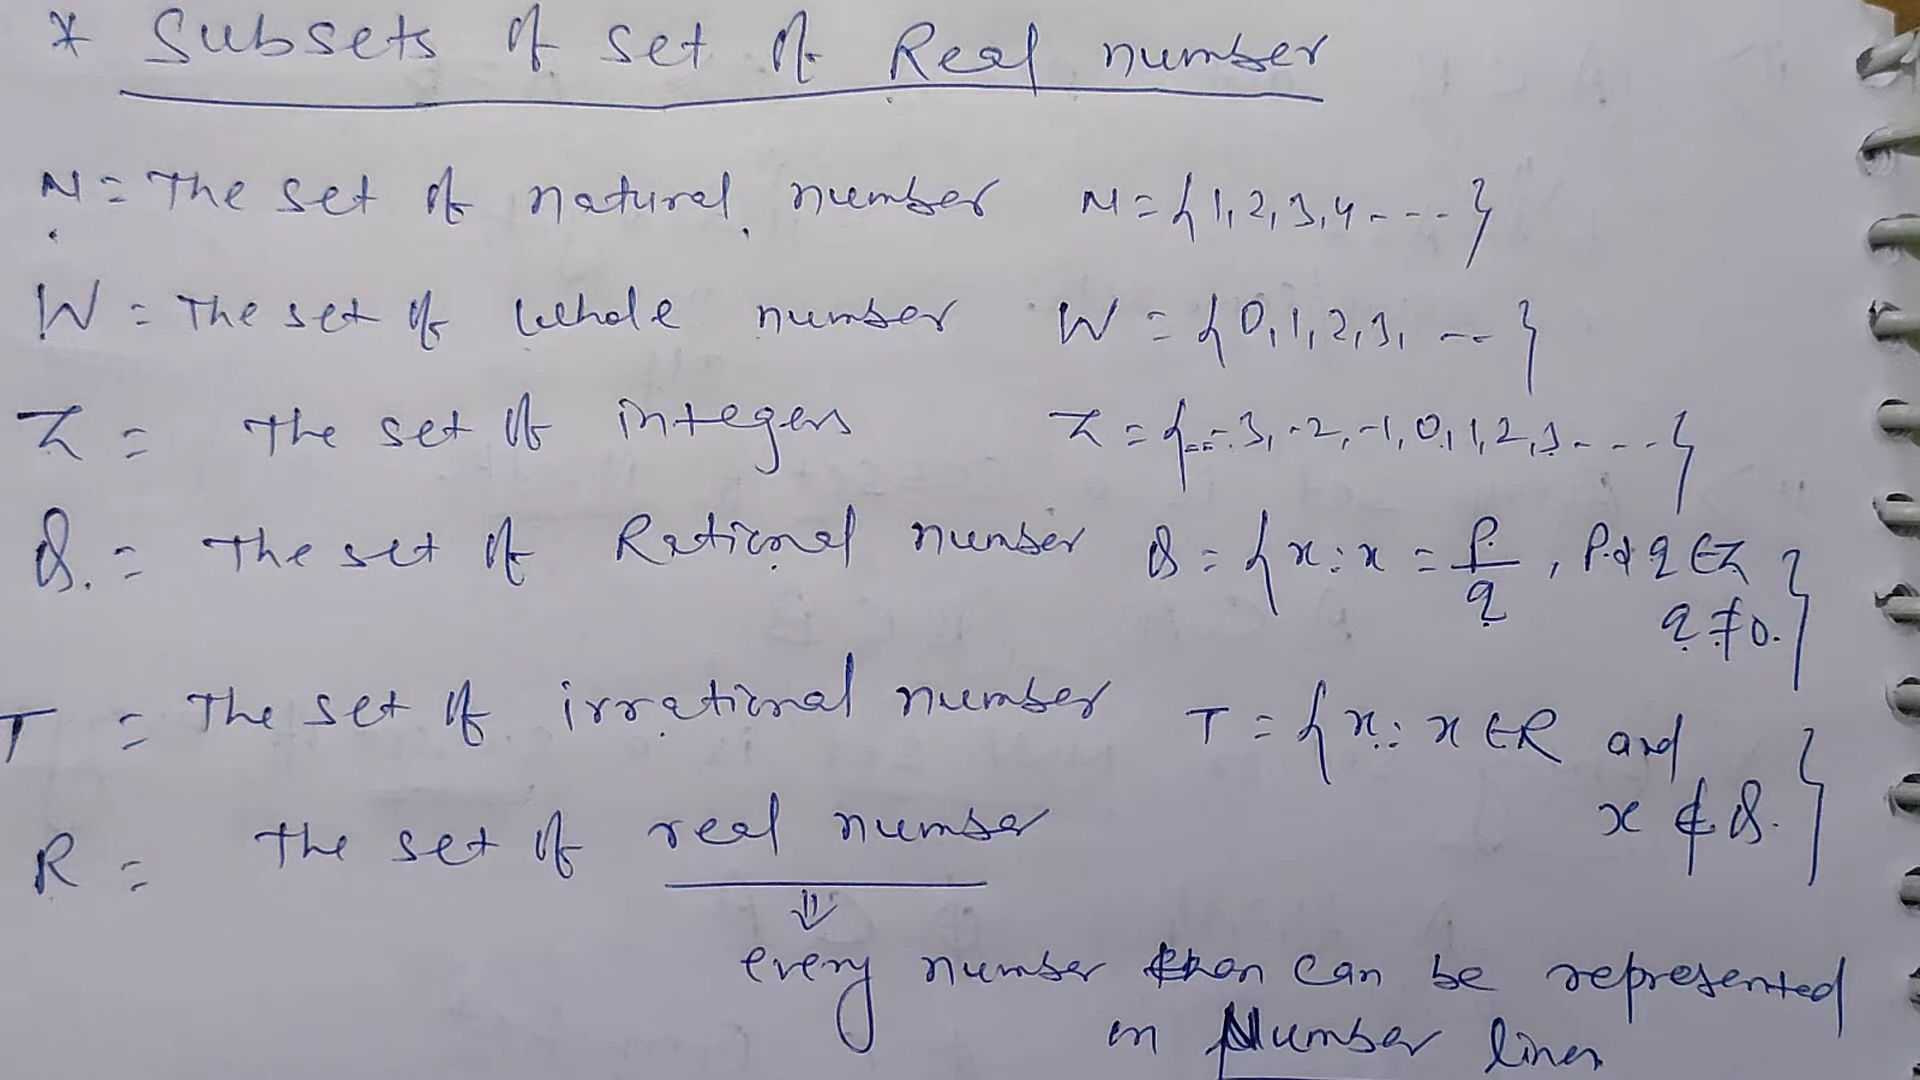 * Subsets of set of Real number
N = The set of natural number N = {1, 2, 3, 4 - - - }
W = The set of whole number W = {0, 1, 2, 3, -- }
Z = The set of integers Z = {--- 3, -2, -1, 0, 1, 2, 3 - - - }
Q. = The set of Rational number Q = {x : x = p/q , P & q ∈ Z
q ≠ 0. }
T = The set of irrational number T = {x : x ∈ R and
x ∉ Q. }
R = The set of real number
⇓
every number can be represented
in Number lines